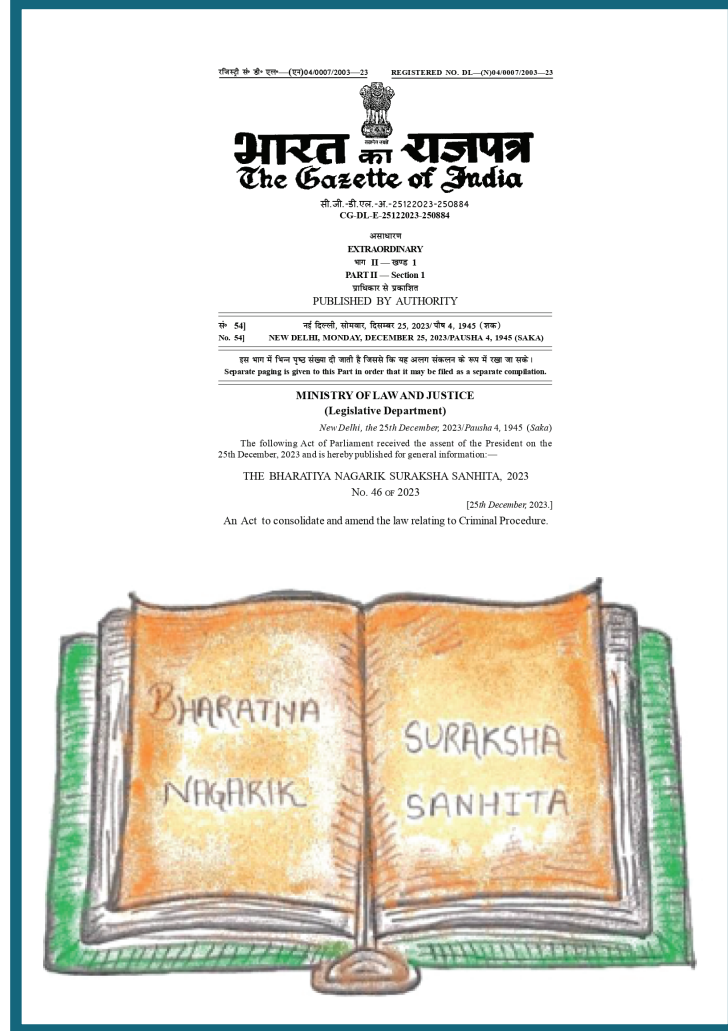 रजिस्ट्री सं॰ डी॰ एल॰—(एन)04/0007/2003—23 REGISTERED NO. DL—(N)04/0007/2003—23
सत्यमेव जयते
भारत का राजपत्र
The Gazette of India
सी.जी.-डी.एल.-अ.-25122023-250884
CG-DL-E-25122023-250884
असाधारण
EXTRAORDINARY
भाग II — खण्ड 1
PART II — Section 1
प्राधिकार से प्रकाशित
PUBLISHED BY AUTHORITY
सं॰ 54] नई दिल्ली, सोमवार, दिसम्बर 25, 2023/पौष 4, 1945 (शक)
No. 54] NEW DELHI, MONDAY, DECEMBER 25, 2023/PAUSHA 4, 1945 (SAKA)
इस भाग में भिन्न पृष्ठ संख्या दी जाती है जिससे कि यह अलग संकलन के रूप में रखा जा सके।
Separate paging is given to this Part in order that it may be filed as a separate compilation.
MINISTRY OF LAW AND JUSTICE
(Legislative Department)
New Delhi, the 25th December, 2023/Pausha 4, 1945 (Saka)
The following Act of Parliament received the assent of the President on the
25th December, 2023 and is hereby published for general information:—
THE BHARATIYA NAGARIK SURAKSHA SANHITA, 2023
No. 46 OF 2023
[25th December, 2023.]
An Act to consolidate and amend the law relating to Criminal Procedure.
BHARATIYA
NAGARIK
SURAKSHA
SANHITA